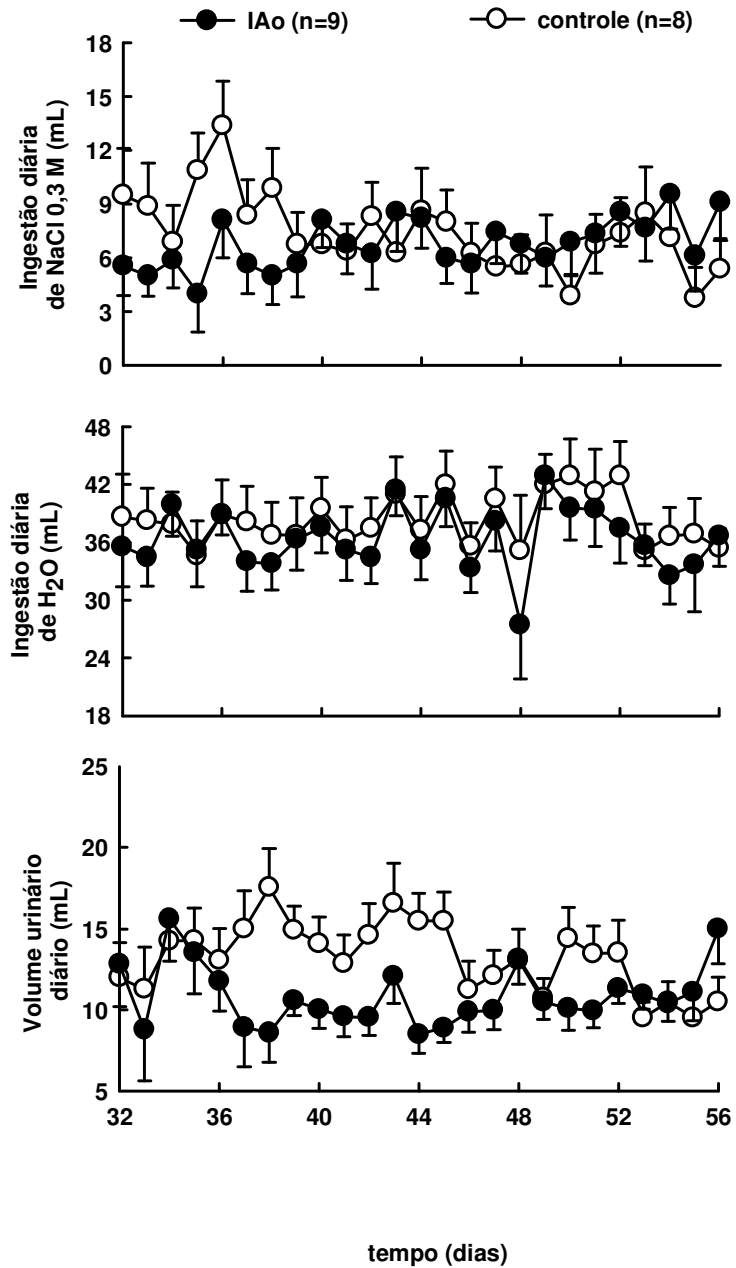 IAo (n=9) controle (n=8)
Ingestão diária
de NaCl 0,3 M (mL)
18
15
12
9
6
3
0
Ingestão diária
de H2O (mL)
48
42
36
30
24
18
Volume urinário
diário (mL)
25
20
15
10
5
32 36 40 44 48 52 56
tempo (dias)